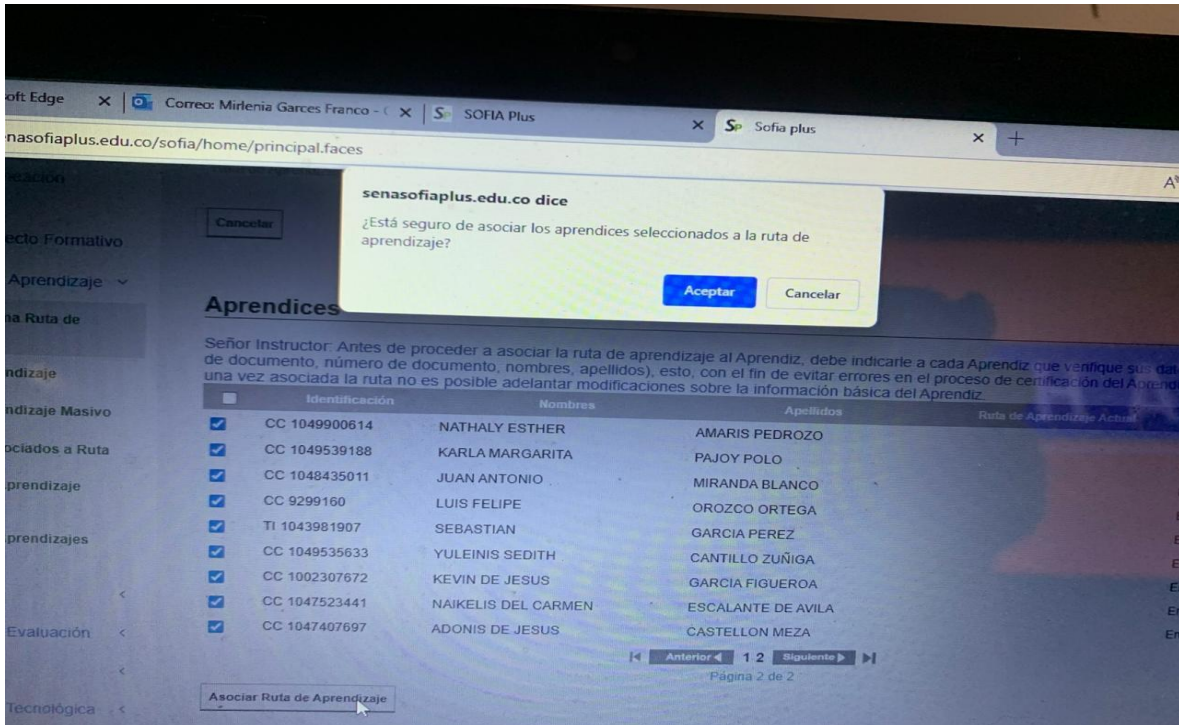 oft Edge
Correo: Mirlenia Garces Franco - (
SOFIA Plus
Sofia plus
nasofiaplus.edu.co/sofia/home/principal.faces
senasofiaplus.edu.co dice
¿Está seguro de asociar los aprendices seleccionados a la ruta de
aprendizaje?
Aceptar Cancelar
Cancelar
ecto Formativo
Aprendizaje
na Ruta de
ndizaje
ndizaje Masivo
ociados a Ruta
prendizaje
prendizajes
Evaluación
Tecnológica
Aprendices
Señor Instructor: Antes de proceder a asociar la ruta de aprendizaje al Aprendiz, debe indicarle a cada Aprendiz que verifique sus dat
de documento, número de documento, nombres, apellidos), esto, con el fin de evitar errores en el proceso de certificación del Aprend
una vez asociada la ruta no es posible adelantar modificaciones sobre la información básica del Aprendiz.
Identificación Nombres Apellidos Ruta de Aprendizaje Actual
CC 1049900614 NATHALY ESTHER AMARIS PEDROZO
CC 1049539188 KARLA MARGARITA PAJOY POLO
CC 1048435011 JUAN ANTONIO MIRANDA BLANCO
CC 9299160 LUIS FELIPE OROZCO ORTEGA
TI 1043981907 SEBASTIAN GARCIA PEREZ
CC 1049535633 YULEINIS SEDITH CANTILLO ZUÑIGA
CC 1002307672 KEVIN DE JESUS GARCIA FIGUEROA
CC 1047523441 NAIKELIS DEL CARMEN ESCALANTE DE AVILA
CC 1047407697 ADONIS DE JESUS CASTELLON MEZA
Anterior 1 2 Siguiente
Página 2 de 2
Asociar Ruta de Aprendizaje